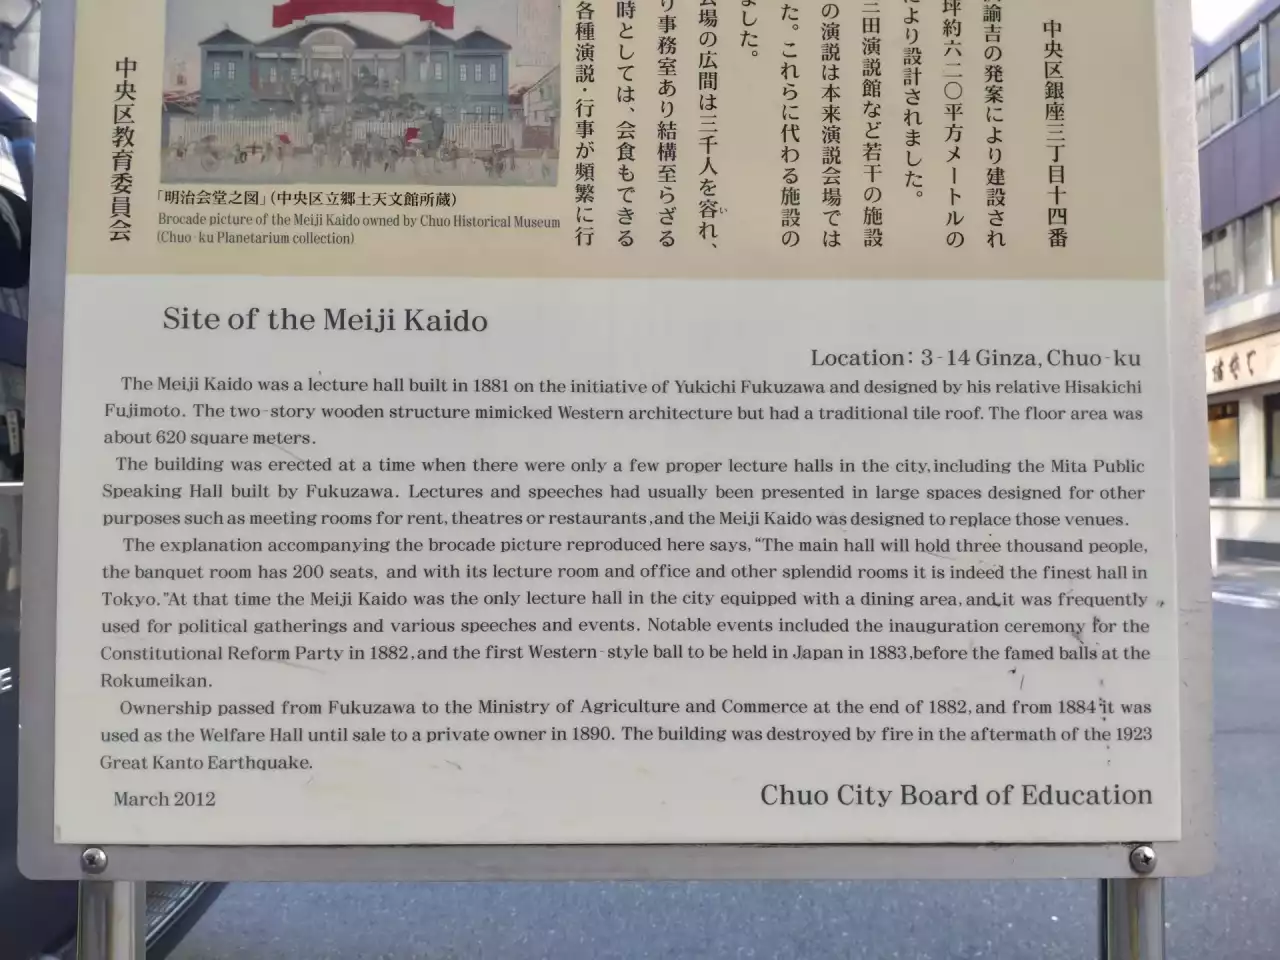 中央区銀座三丁目十四番
諭吉の発案により建設され
坪約六二〇平方メートルの
により設計されました。
三田演説館など若干の施設
の演説は本来演説会場では
た。これらに代わる施設の
ました。
会場の広間は三千人を容れ、
い
り事務室あり結構至らざる
時としては、会食もできる
各種演説・行事が頻繁に行
中央区教育委員会
「明治会堂之図」(中央区立郷土天文館所蔵)
Brocade picture of the Meiji Kaido owned by Chuo Historical Museum
(Chuo-ku Planetarium collection)
Site of the Meiji Kaido
Location: 3-14 Ginza, Chuo-ku
The Meiji Kaido was a lecture hall built in 1881 on the initiative of Yukichi Fukuzawa and designed by his relative Hisakichi
Fujimoto. The two-story wooden structure mimicked Western architecture but had a traditional tile roof. The floor area was
about 620 square meters.
The building was erected at a time when there were only a few proper lecture halls in the city, including the Mita Public
Speaking Hall built by Fukuzawa. Lectures and speeches had usually been presented in large spaces designed for other
purposes such as meeting rooms for rent, theatres or restaurants, and the Meiji Kaido was designed to replace those venues.
The explanation accompanying the brocade picture reproduced here says, "The main hall will hold three thousand people,
the banquet room has 200 seats, and with its lecture room and office and other splendid rooms it is indeed the finest hall in
Tokyo."At that time the Meiji Kaido was the only lecture hall in the city equipped with a dining area, and it was frequently
used for political gatherings and various speeches and events. Notable events included the inauguration ceremony for the
Constitutional Reform Party in 1882, and the first Western-style ball to be held in Japan in 1883, before the famed balls at the
Rokumeikan.
Ownership passed from Fukuzawa to the Ministry of Agriculture and Commerce at the end of 1882, and from 1884 it was
used as the Welfare Hall until sale to a private owner in 1890. The building was destroyed by fire in the aftermath of the 1923
Great Kanto Earthquake.
March 2012
Chuo City Board of Education